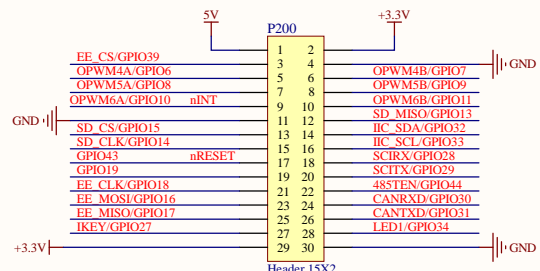 5V P200 +3.3V
1 2
EE_CS/GPIO39 3 4 GND
OPWM4A/GPIO6 5 6 OPWM4B/GPIO7
OPWM5A/GPIO8 7 8 OPWM5B/GPIO9
OPWM6A/GPIO10 nINT 9 10 OPWM6B/GPIO11
GND 11 12 SD_MISO/GPIO13
SD_CS/GPIO15 13 14 IIC_SDA/GPIO32
SD_CLK/GPIO14 15 16 IIC_SCL/GPIO33
GPIO43 nRESET 17 18 SCIRX/GPIO28
GPIO19 19 20 SCITX/GPIO29
EE_CLK/GPIO18 21 22 485TEN/GPIO44
EE_MOSI/GPIO16 23 24 CANRXD/GPIO30
EE_MISO/GPIO17 25 26 CANTXD/GPIO31
IKEY/GPIO27 27 28 LED1/GPIO34
+3.3V 29 30 GND
Header 15X2